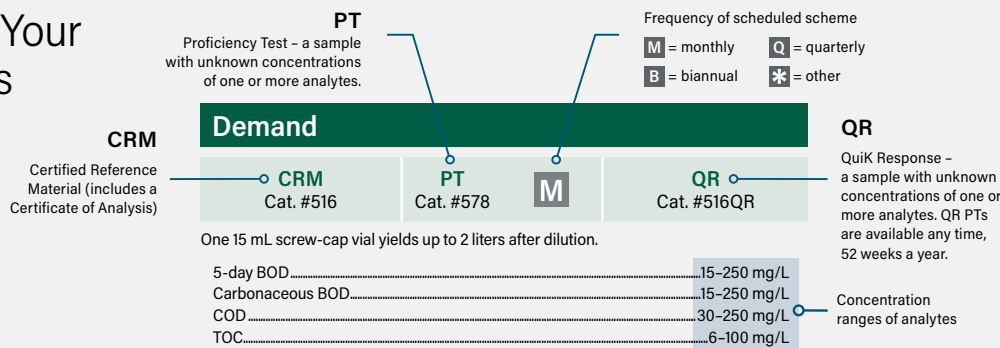 Your
s
PT
Proficiency Test – a sample
with unknown concentrations
of one or more analytes.
Frequency of scheduled scheme
M = monthly
Q = quarterly
B = biannual
* = other
CRM
Certified Reference
Material (includes a
Certificate of Analysis)
Demand
CRM
Cat. #516
PT
Cat. #578
M
QR
Cat. #516QR
QR
QuiK Response –
a sample with unknown
concentrations of one or
more analytes. QR PTs
are available any time,
52 weeks a year.
One 15 mL screw-cap vial yields up to 2 liters after dilution.
5-day BOD 15–250 mg/L
Carbonaceous BOD 15–250 mg/L
COD 30–250 mg/L
TOC 6–100 mg/L
Concentration
ranges of analytes